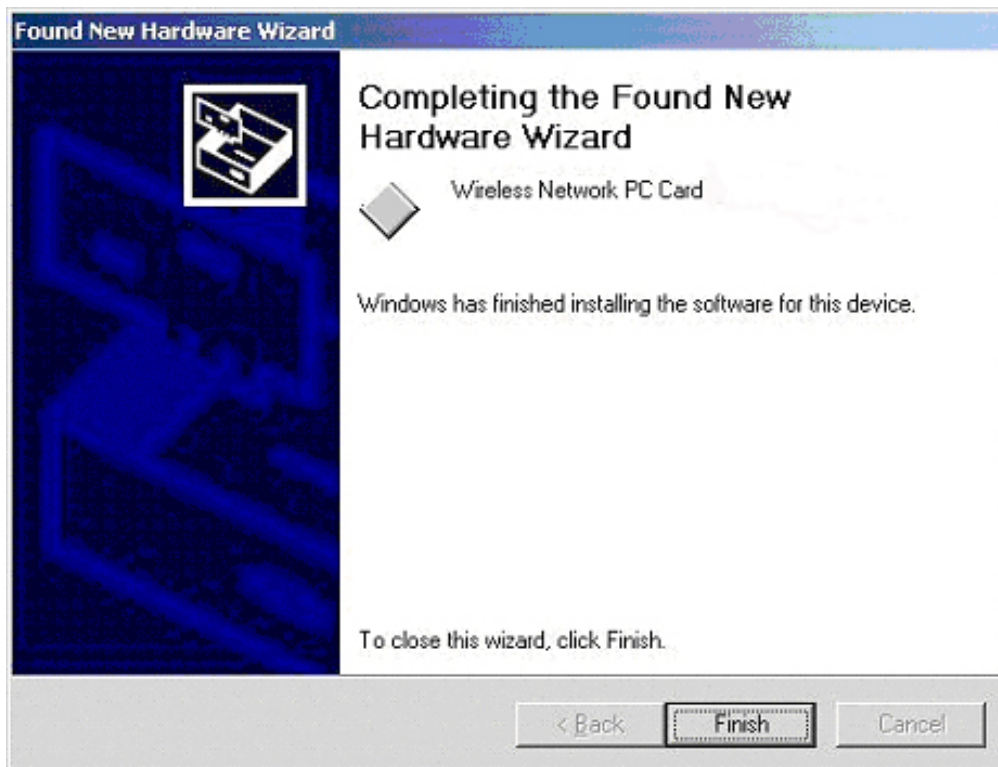 Found New Hardware Wizard
Completing the Found New
Hardware Wizard
Wireless Network PC Card
Windows has finished installing the software for this device.
To close this wizard, click Finish.
< Back
Finish
Cancel